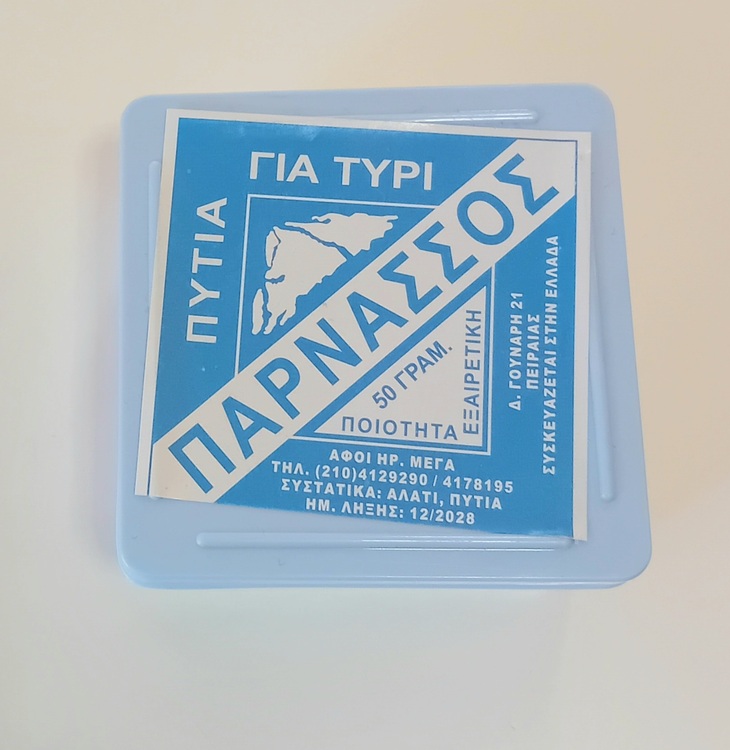 ΠΥΤΙΑ
ΓΙΑ ΤΥΡΙ
ΠΑΡΝΑΣΣΟΣ
50 ΓΡΑΜ.
ΕΞΑΙΡΕΤΙΚΗ
ΠΟΙΟΤΗΤΑ
Δ. ΓΟΥΝΑΡΗ 21
ΠΕΙΡΑΙΑΣ
ΣΥΣΚΕΥΑΖΕΤΑΙ ΣΤΗΝ ΕΛΛΑΔΑ
ΑΦΟΙ ΗΡ. ΜΕΓΑ
ΤΗΛ. (210)4129290 / 4178195
ΣΥΣΤΑΤΙΚΑ: ΑΛΑΤΙ, ΠΥΤΙΑ
ΗΜ. ΛΗΞΗΣ: 12/2028